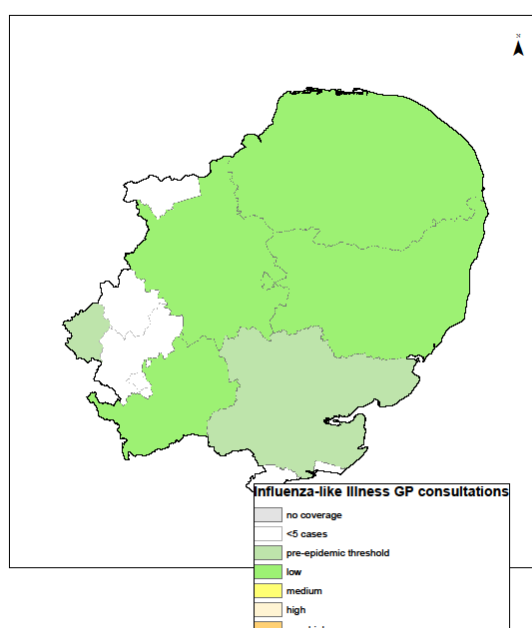 N
Influenza-like Illness GP consultations
no coverage
<5 cases
pre-epidemic threshold
low
medium
high